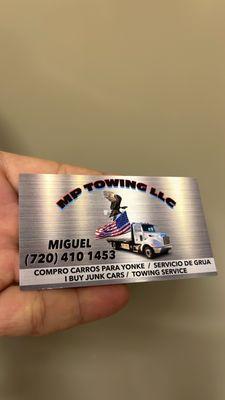 MP TOWING LLC
MIGUEL
(720) 410 1453
COMPRO CARROS PARA YONKE / SERVICIO DE GRUA
I BUY JUNK CARS / TOWING SERVICE